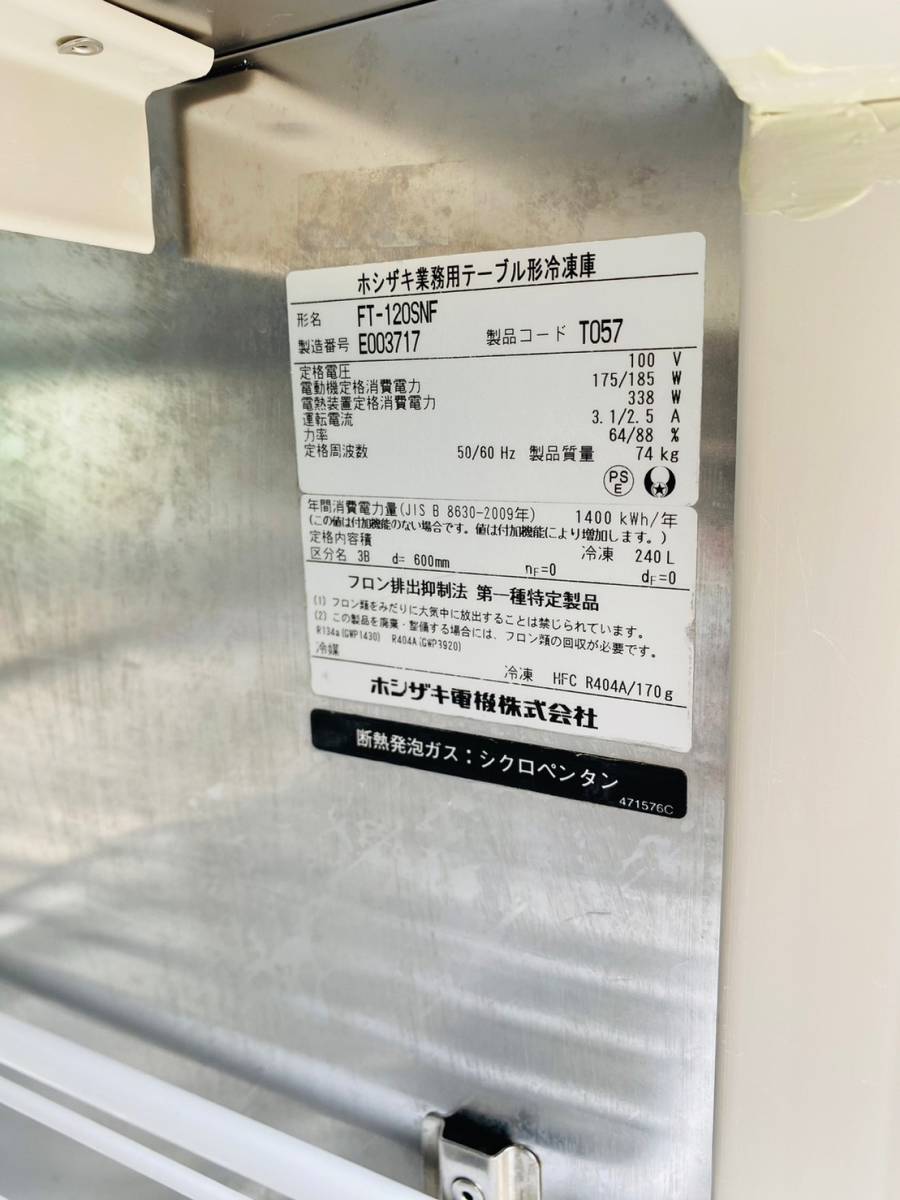 ホシザキ業務用テーブル形冷凍庫
形名 FT-120SNF
製造番号 E003717 製品コード T057
定格電圧 100 V
電動機定格消費電力 175/185 W
電熱装置定格消費電力 338 W
運転電流 3.1/2.5 A
力率 64/88 %
定格周波数 50/60 Hz 製品質量 74 kg
PS
E
年間消費電力量(JIS B 8630-2009年) 1400 kWh/年
(この値は付加機能のない場合です。値は付加機能により増加します。)
定格内容積 冷凍 240 L
区分名 3B d= 600mm nF=0 dF=0
フロン排出抑制法 第一種特定製品
(1) フロン類をみだりに大気中に放出することは禁じられています。
(2) この製品を廃棄・整備する場合には、フロン類の回収が必要です。
R134a(GWP1430) R404A(GWP3920)
冷媒 冷凍 HFC R404A/170g
ホシザキ電機株式会社
断熱発泡ガス：シクロペンタン
471576C